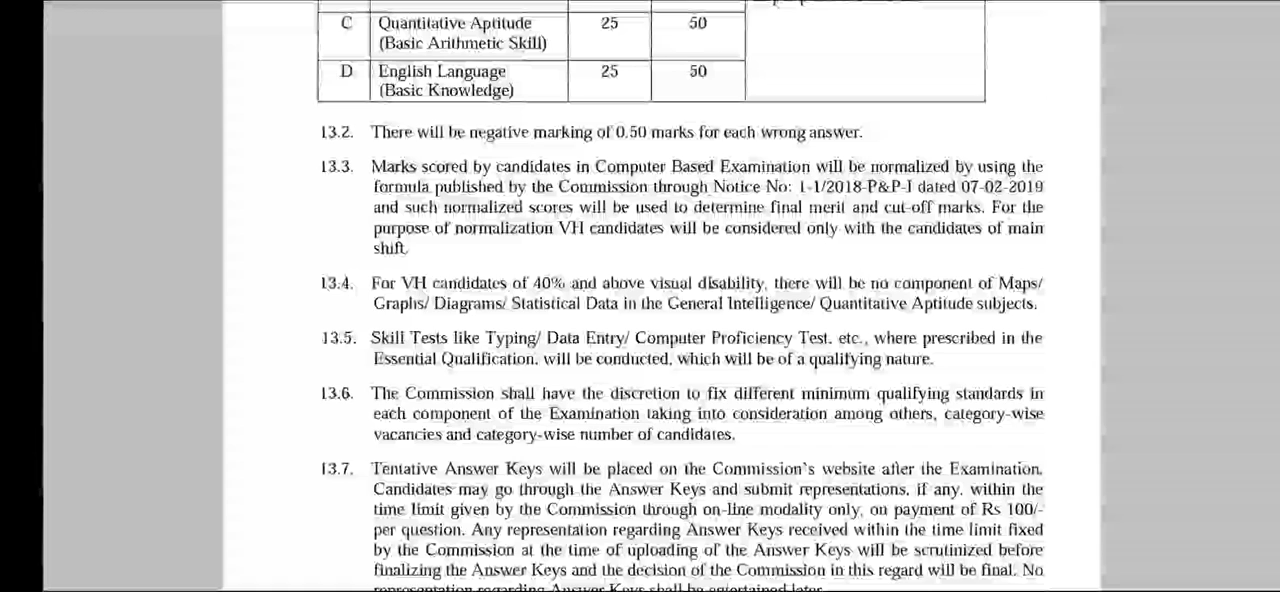 C Quantitative Aptitude 25 50
(Basic Arithmetic Skill)
D English Language 25 50
(Basic Knowledge)
13.2. There will be negative marking of 0.50 marks for each wrong answer.
13.3. Marks scored by candidates in Computer Based Examination will be normalized by using the
formula published by the Commission through Notice No: 1-1/2018-P&P-I dated 07-02-2019
and such normalized scores will be used to determine final merit and cut-off marks. For the
purpose of normalization VH candidates will be considered only with the candidates of main
shift.
13.4. For VH candidates of 40% and above visual disability, there will be no component of Maps/
Graphs/ Diagrams/ Statistical Data in the General Intelligence/ Quantitative Aptitude subjects.
13.5. Skill Tests like Typing/ Data Entry/ Computer Proficiency Test, etc., where prescribed in the
Essential Qualification, will be conducted, which will be of a qualifying nature.
13.6. The Commission shall have the discretion to fix different minimum qualifying standards in
each component of the Examination taking into consideration among others, category-wise
vacancies and category-wise number of candidates.
13.7. Tentative Answer Keys will be placed on the Commission's website after the Examination.
Candidates may go through the Answer Keys and submit representations, if any, within the
time limit given by the Commission through on-line modality only, on payment of Rs 100/-
per question. Any representation regarding Answer Keys received within the time limit fixed
by the Commission at the time of uploading of the Answer Keys will be scrutinized before
finalizing the Answer Keys and the decision of the Commission in this regard will be final. No
representation regarding Answer Keys shall be entertained later.